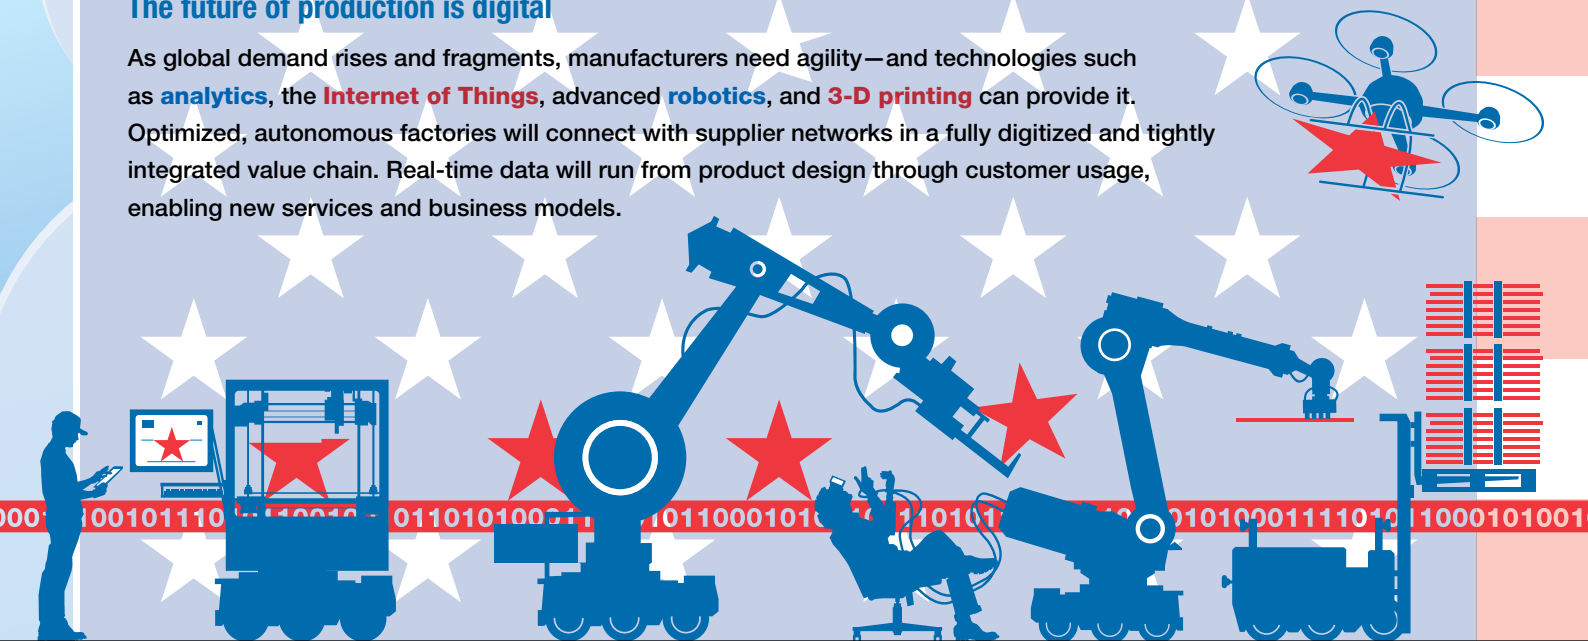 The future of production is digital
As global demand rises and fragments, manufacturers need agility—and technologies such
as analytics, the Internet of Things, advanced robotics, and 3-D printing can provide it.
Optimized, autonomous factories will connect with supplier networks in a fully digitized and tightly
integrated value chain. Real-time data will run from product design through customer usage,
enabling new services and business models.